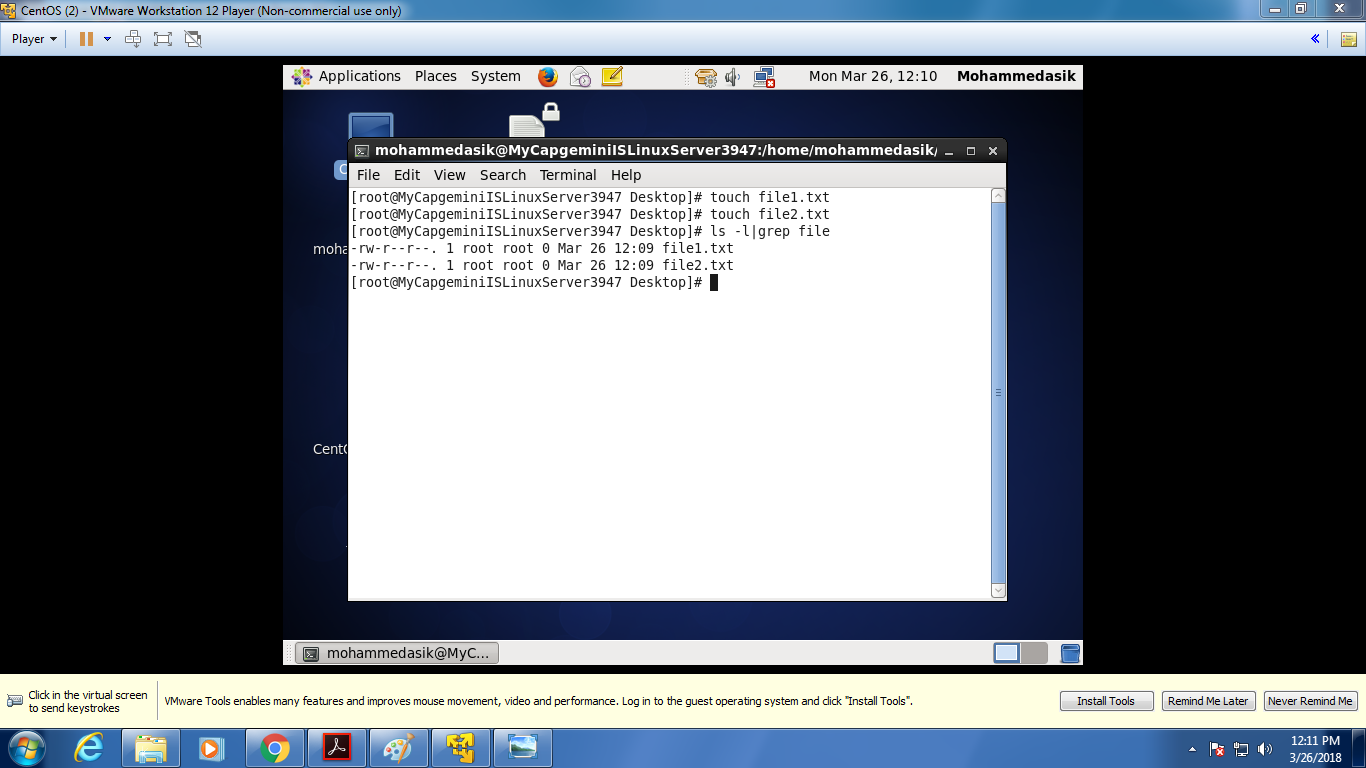 CentOS (2) - VMware Workstation 12 Player (Non-commercial use only)
Player
Applications Places System Mon Mar 26, 12:10 Mohammedasik
mohammedasik@MyCapgeminiISLinuxServer3947:/home/mohammedasik/
File Edit View Search Terminal Help
[root@MyCapgeminiISLinuxServer3947 Desktop]# touch file1.txt
[root@MyCapgeminiISLinuxServer3947 Desktop]# touch file2.txt
[root@MyCapgeminiISLinuxServer3947 Desktop]# ls -l|grep file
-rw-r--r--. 1 root root 0 Mar 26 12:09 file1.txt
-rw-r--r--. 1 root root 0 Mar 26 12:09 file2.txt
[root@MyCapgeminiISLinuxServer3947 Desktop]#
C
moha
CentO
mohammedasik@MyC...
Click in the virtual screen
to send keystrokes
VMware Tools enables many features and improves mouse movement, video and performance. Log in to the guest operating system and click "Install Tools".
Install Tools Remind Me Later Never Remind Me
12:11 PM
3/26/2018